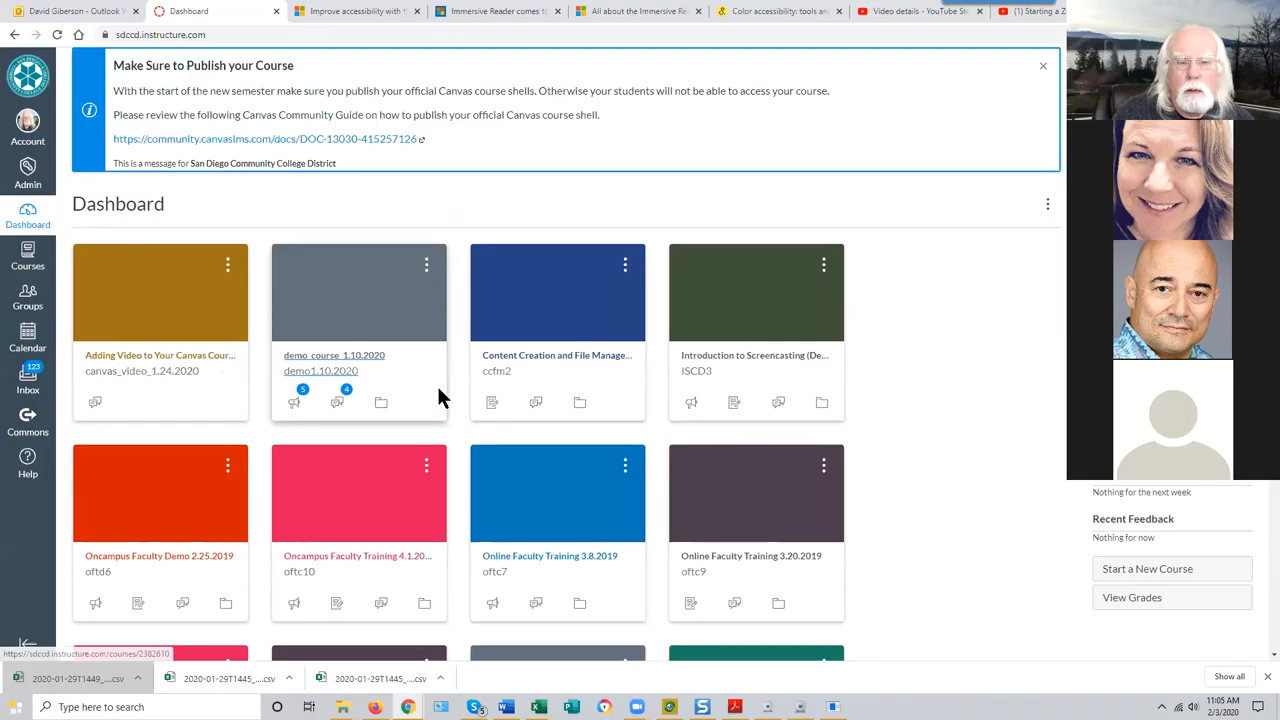 David Giberson - Outlook
Dashboard
Improve accessibility with
Immersive Reader comes to
All about the Immersive Reader
Color accessibility: tools and
Video details - YouTube St
(1) Starting a Z
sdccd.instructure.com
Make Sure to Publish your Course
With the start of the new semester make sure you publish your official Canvas course shells. Otherwise your students will not be able to access your course.
Please review the following Canvas Community Guide on how to publish your official Canvas course shell.
https://community.canvaslms.com/docs/DOC-13030-415257126
This is a message for San Diego Community College District
Account
Admin
Dashboard
Courses
Groups
Calendar
123
Inbox
Commons
Help
Dashboard
Adding Video to Your Canvas Cour...
canvas_video_1.24.2020
demo_course_1.10.2020
demo1.10.2020
5
4
Content Creation and File Manage...
ccfm2
Introduction to Screencasting (De...
ISCD3
Oncampus Faculty Demo 2.25.2019
oftd6
Oncampus Faculty Training 4.1.20...
oftc10
Online Faculty Training 3.8.2019
oftc7
Online Faculty Training 3.20.2019
oftc9
Nothing for the next week
Recent Feedback
Nothing for now
Start a New Course
View Grades
https://sdccd.instructure.com/courses/2382610
2020-01-29T1449_....csv
2020-01-29T1445_....csv
2020-01-29T1445_....csv
Show all
Type here to search
11:05 AM
2/3/2020